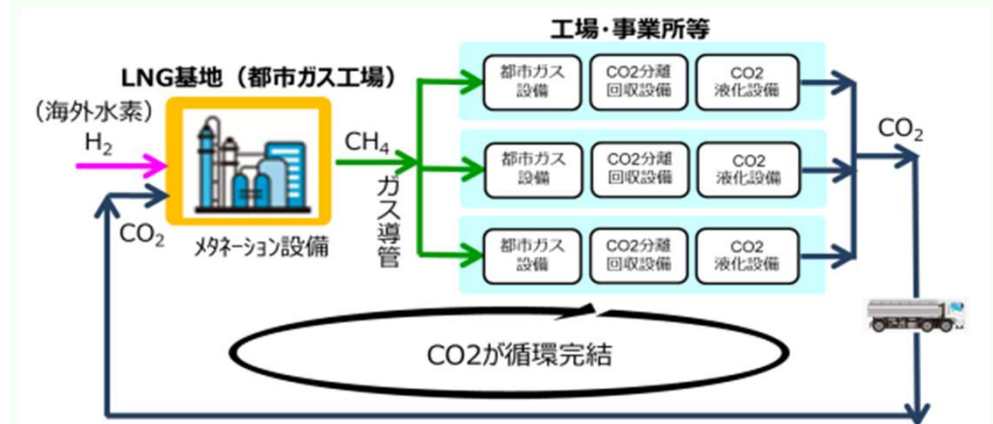 工場・事業所等
LNG基地（都市ガス工場）
（海外水素）
H₂
CO₂
メタネーション設備
CH₄
ガス導管
都市ガス
設備
CO2分離
回収設備
CO2
液化設備
都市ガス
設備
CO2分離
回収設備
CO2
液化設備
都市ガス
設備
CO2分離
回収設備
CO2
液化設備
CO₂
CO2が循環完結